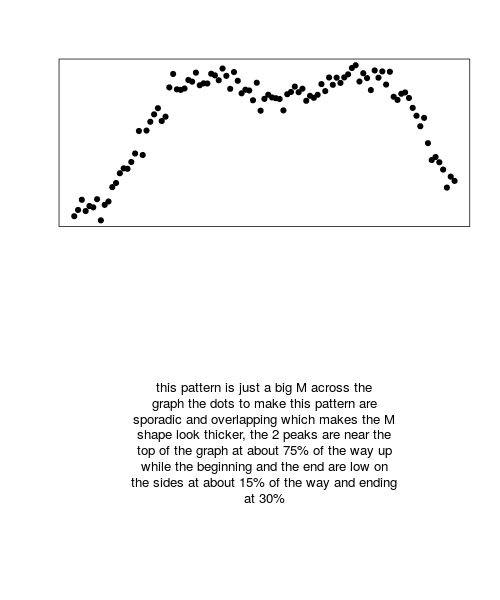 this pattern is just a big M across the
graph the dots to make this pattern are
sporadic and overlapping which makes the M
shape look thicker, the 2 peaks are near the
top of the graph at about 75% of the way up
while the beginning and the end are low on
the sides at about 15% of the way and ending
at 30%